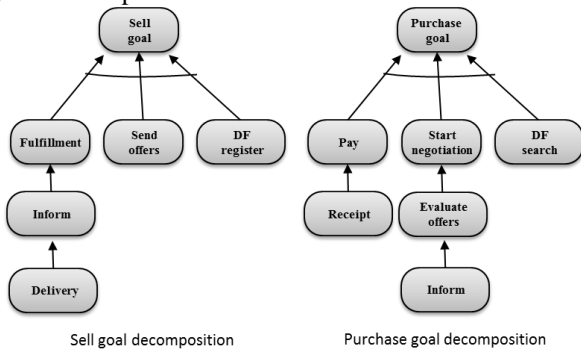 Sell
goal
Purchase
goal
Fulfillment
Send
offers
DF
register
Pay
Start
negotiation
DF
search
Inform
Receipt
Evaluate
offers
Delivery
Inform
Sell goal decomposition
Purchase goal decomposition